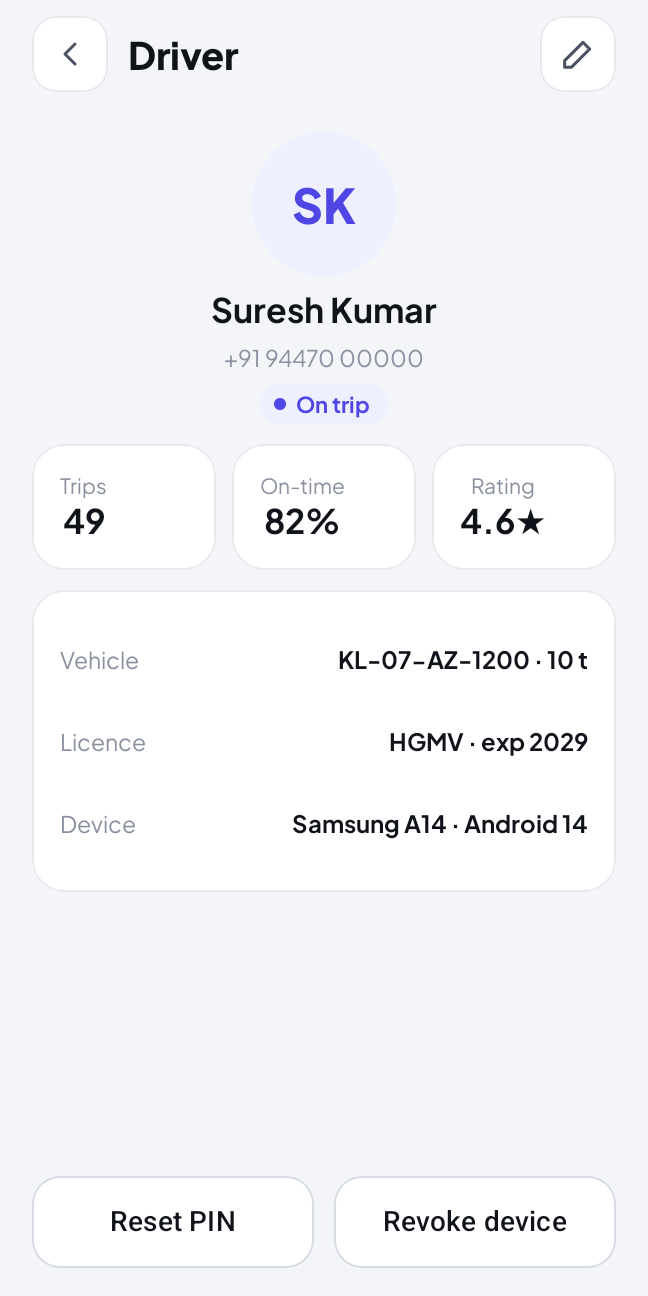 Driver
SK
Suresh Kumar
+91 94470 00000
On trip
Trips
49
On-time
82%
Rating
4.6★
Vehicle
KL-07-AZ-1200 · 10 t
Licence
HGMV · exp 2029
Device
Samsung A14 · Android 14
Reset PIN
Revoke device